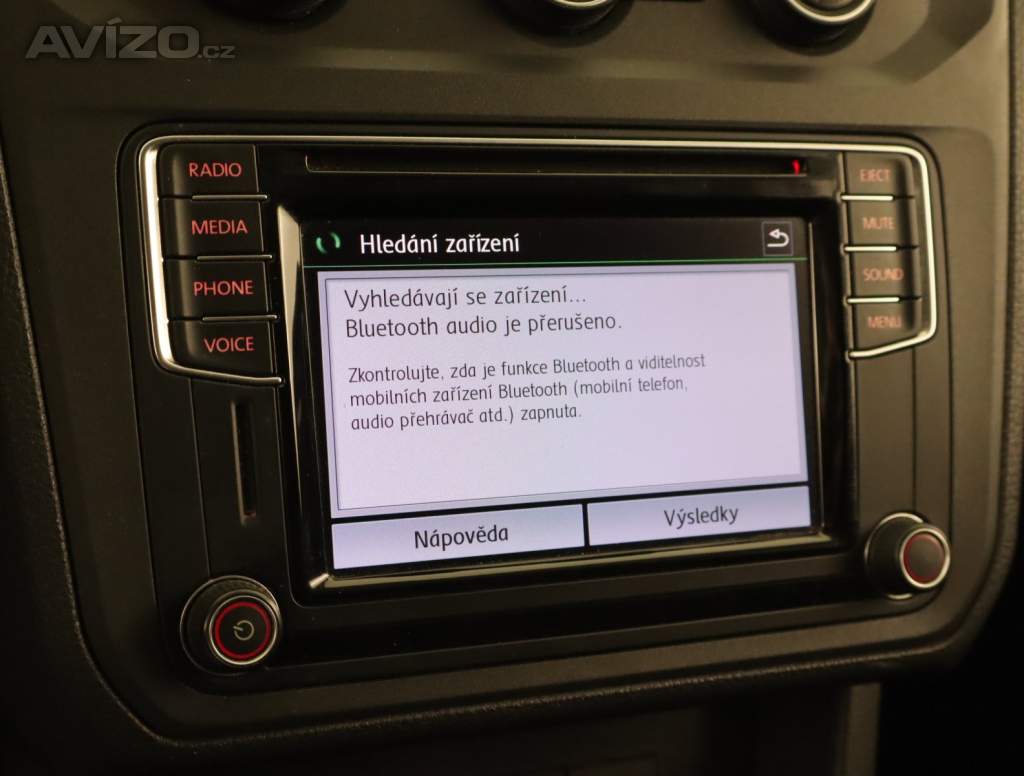 AVÍZO.cz
RADIO
MEDIA
PHONE
VOICE
EJECT
MUTE
SOUND
MENU
Hledání zařízení
Vyhledávají se zařízení...
Bluetooth audio je přerušeno.
Zkontrolujte, zda je funkce Bluetooth a viditelnost
mobilních zařízení Bluetooth (mobilní telefon,
audio přehrávač atd.) zapnuta.
Nápověda
Výsledky